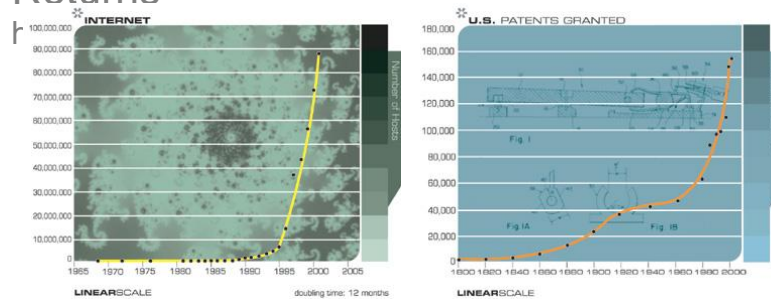 Returns
INTERNET
100,000,000
90,000,000
80,000,000
70,000,000
60,000,000
50,000,000
40,000,000
30,000,000
20,000,000
10,000,000
0
1965 1970 1975 1980 1985 1990 1995 2000 2005
Number of Hosts
LINEARSCALE
doubling time: 12 months
U.S. PATENTS GRANTED
180,000
160,000
140,000
120,000
100,000
80,000
60,000
40,000
20,000
0
Fig. 1
Fig.1A
Fig.1B
1800 1820 1840 1860 1880 1900 1920 1940 1960 1980 2000
LINEARSCALE